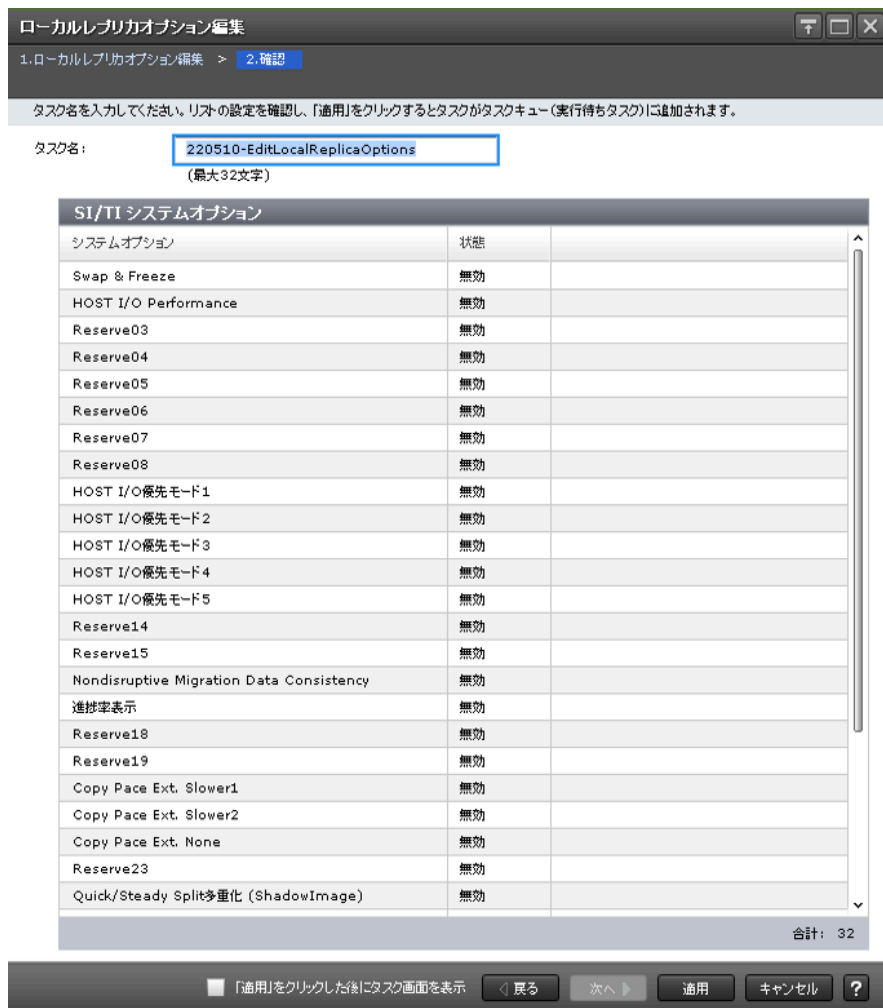 ローカルレプリカオプション編集
1.ローカルレプリカオプション編集 > 2.確認
タスク名を入力してください。リストの設定を確認し、「適用」をクリックするとタスクがタスクキュー(実行待ちタスク)に追加されます。
タスク名: 220510-EditLocalReplicaOptions
(最大32文字)
SI/TI システムオプション
システムオプション 状態
Swap & Freeze 無効
HOST I/O Performance 無効
Reserve03 無効
Reserve04 無効
Reserve05 無効
Reserve06 無効
Reserve07 無効
Reserve08 無効
HOST I/O優先モード1 無効
HOST I/O優先モード2 無効
HOST I/O優先モード3 無効
HOST I/O優先モード4 無効
HOST I/O優先モード5 無効
Reserve14 無効
Reserve15 無効
Nondisruptive Migration Data Consistency 無効
進捗率表示 無効
Reserve18 無効
Reserve19 無効
Copy Pace Ext. Slower1 無効
Copy Pace Ext. Slower2 無効
Copy Pace Ext. None 無効
Reserve23 無効
Quick/Steady Split多重化 (ShadowImage) 無効
合計: 32
「適用」をクリックした後にタスク画面を表示 戻る 次へ 適用 キャンセル ?